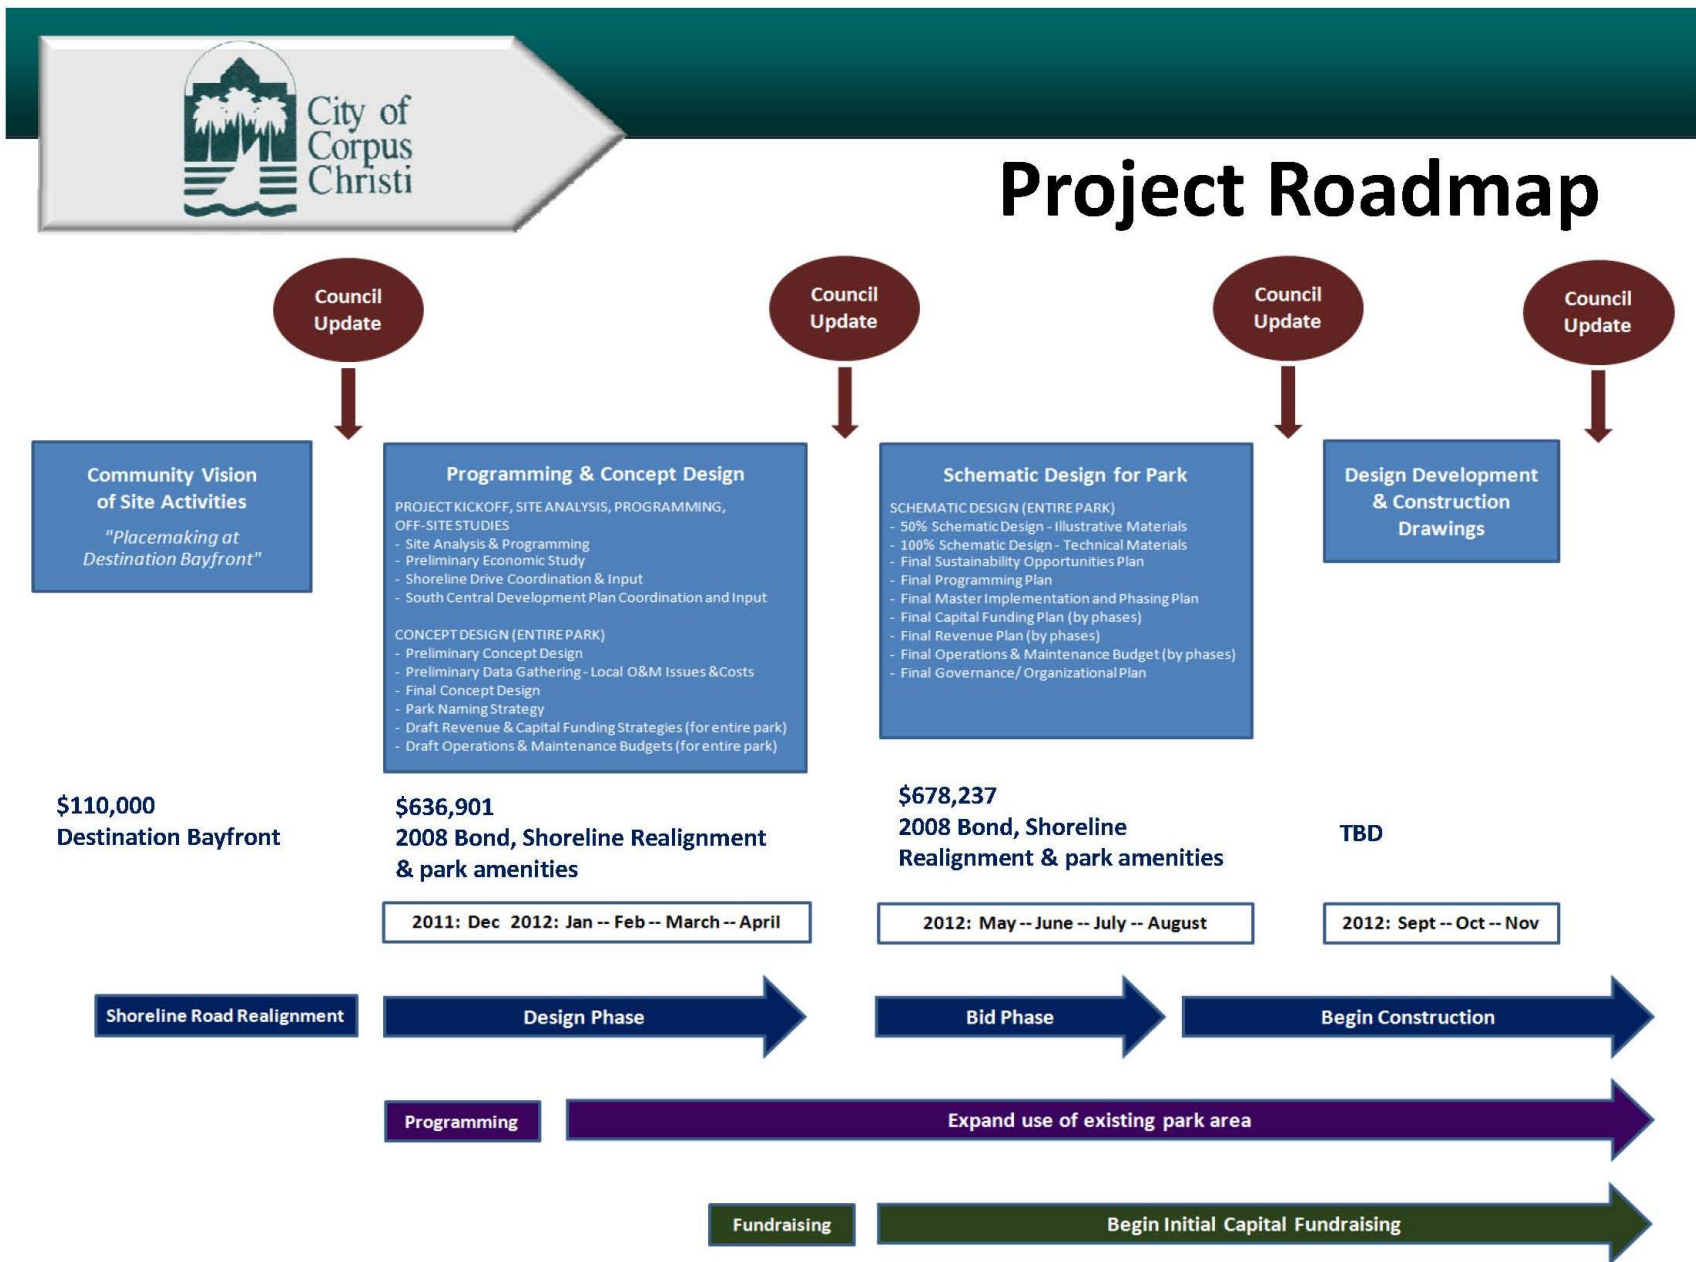 City of
Corpus
Christi
Project Roadmap
Council
Update
Council
Update
Council
Update
Council
Update
Community Vision
of Site Activities
"Placemaking at
Destination Bayfront"
Programming & Concept Design
PROJECT KICKOFF, SITE ANALYSIS, PROGRAMMING,
OFF-SITE STUDIES
- Site Analysis & Programming
- Preliminary Economic Study
- Shoreline Drive Coordination & Input
- South Central Development Plan Coordination and Input
CONCEPT DESIGN (ENTIRE PARK)
- Preliminary Concept Design
- Preliminary Data Gathering - Local O&M Issues &Costs
- Final Concept Design
- Park Naming Strategy
- Draft Revenue & Capital Funding Strategies (for entire park)
- Draft Operations & Maintenance Budgets (for entire park)
Schematic Design for Park
SCHEMATIC DESIGN (ENTIRE PARK)
- 50% Schematic Design - Illustrative Materials
- 100% Schematic Design - Technical Materials
- Final Sustainability Opportunities Plan
- Final Programming Plan
- Final Master Implementation and Phasing Plan
- Final Capital Funding Plan (by phases)
- Final Revenue Plan (by phases)
- Final Operations & Maintenance Budget (by phases)
- Final Governance/ Organizational Plan
Design Development
& Construction
Drawings
$110,000
Destination Bayfront
$636,901
2008 Bond, Shoreline Realignment
& park amenities
$678,237
2008 Bond, Shoreline
Realignment & park amenities
TBD
2011: Dec 2012: Jan -- Feb -- March -- April
2012: May -- June -- July -- August
2012: Sept -- Oct -- Nov
Shoreline Road Realignment
Design Phase
Bid Phase
Begin Construction
Programming
Expand use of existing park area
Fundraising
Begin Initial Capital Fundraising